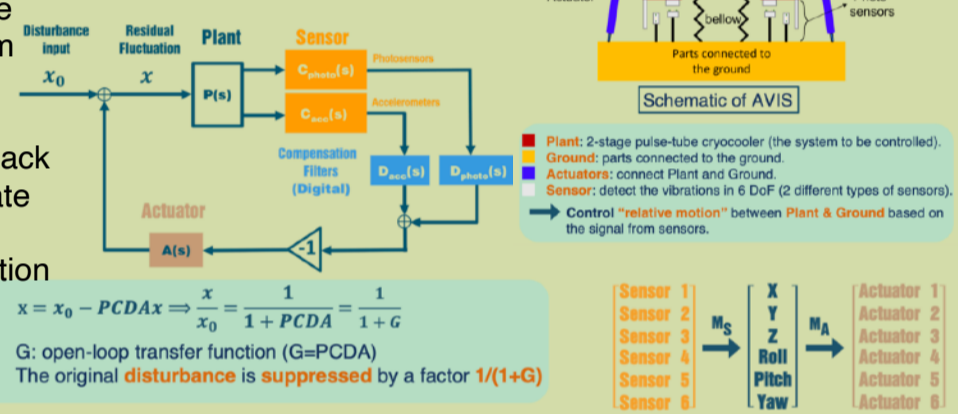 e
m
Disturbance
input
Residual
Fluctuation
Plant
Sensor
x₀
x
P(s)
C_photo(s)
Photosensors
C_acc(s)
Accelerometers
ack
te
Compensation
Filters
(Digital)
D_acc(s)
D_photo(s)
Actuator
A(s)
-1
tion
x = x₀ − PCDAx ⟹ x/x₀ = 1/(1 + PCDA) = 1/(1 + G)
G: open-loop transfer function (G=PCDA)
The original disturbance is suppressed by a factor 1/(1+G)
bellow
sensors
Parts connected to
the ground
Schematic of AVIS
Plant: 2-stage pulse-tube cryocooler (the system to be controlled).
Ground: parts connected to the ground.
Actuators: connect Plant and Ground.
Sensor: detect the vibrations in 6 DoF (2 different types of sensors).
Control "relative motion" between Plant & Ground based on
the signal from sensors.
Sensor 1
Sensor 2
Sensor 3
Sensor 4
Sensor 5
Sensor 6
M_S
X
Y
Z
Roll
Pitch
Yaw
M_A
Actuator 1
Actuator 2
Actuator 3
Actuator 4
Actuator 5
Actuator 6